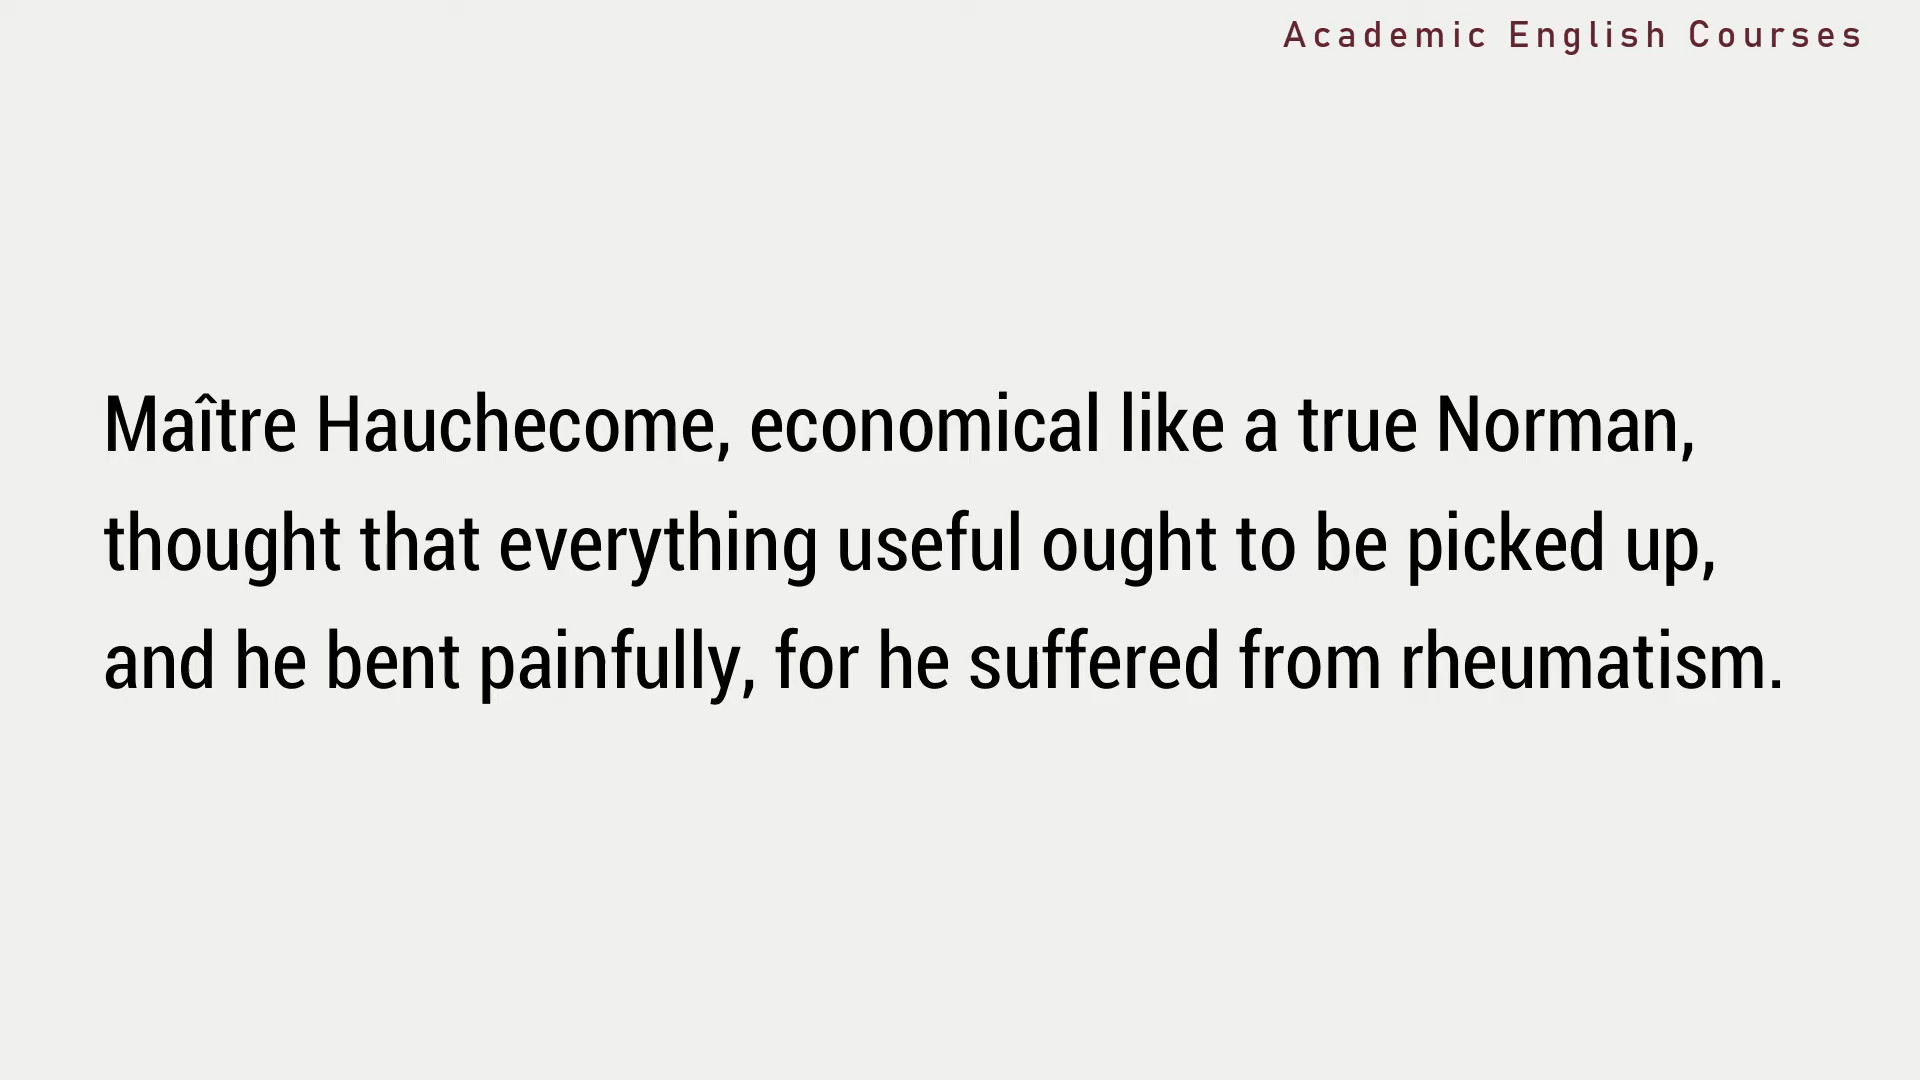 Academic English Courses
Maître Hauchecome, economical like a true Norman,
thought that everything useful ought to be picked up,
and he bent painfully, for he suffered from rheumatism.